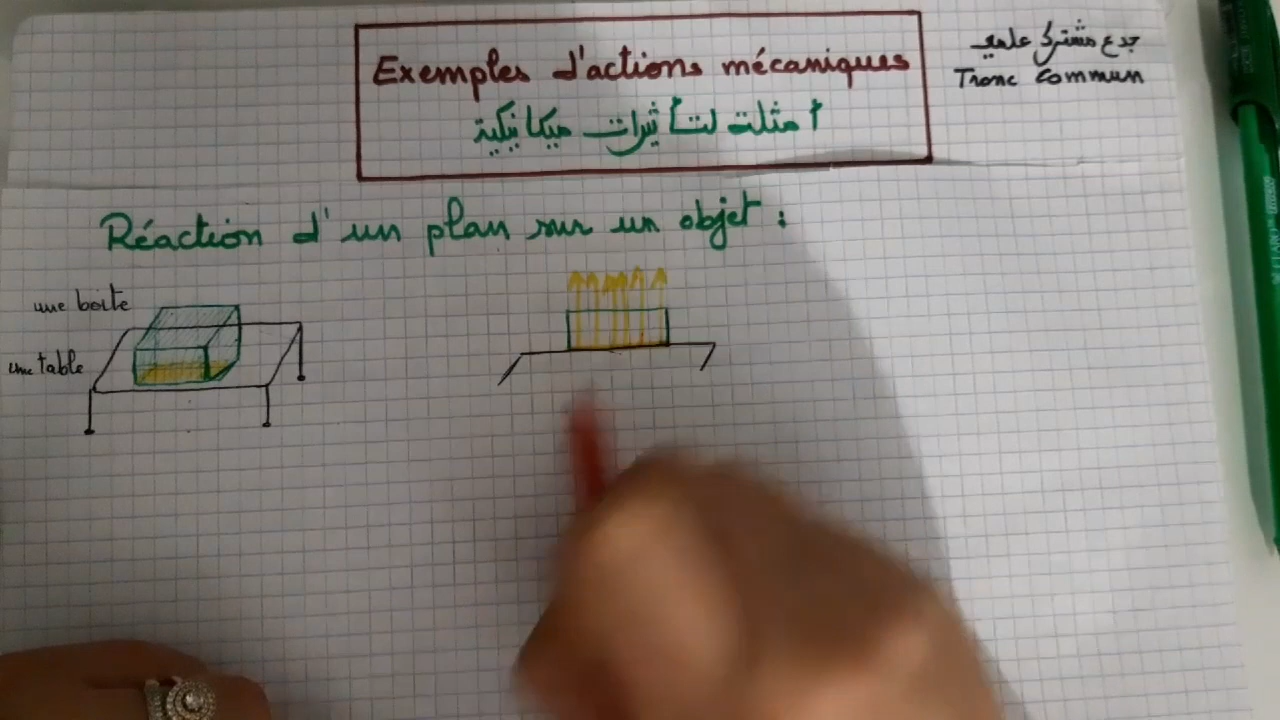 Exemples d'actions mécaniques
أمثلة لتأثيرات ميكانيكية
جدع مشترك علمي
Tronc Commun
Réaction d'un plan sur un objet :
une boite
une table